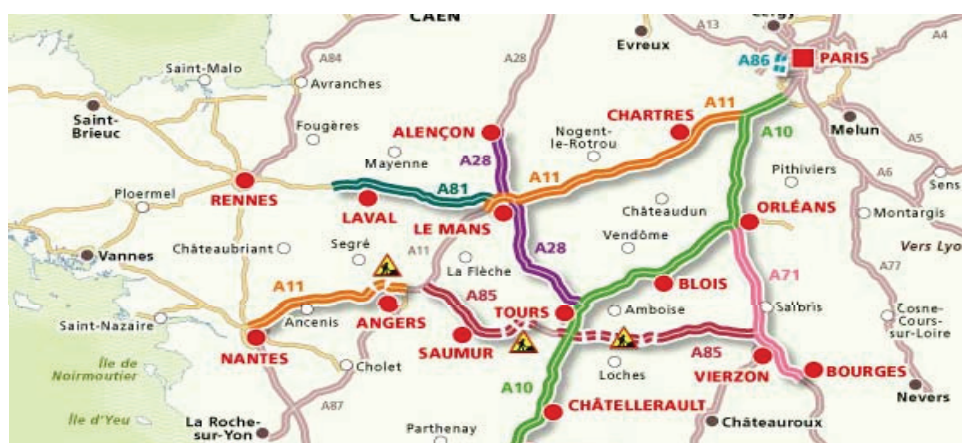 CAEN
A13
Cergy
A4
Evreux
A86
PARIS
A84
A28
Saint-Malo
Avranches
Saint-
Brieuc
Fougères
ALENÇON
Nogent-
le-Rotrou
CHARTRES
A11
A10
Melun
A5
Mayenne
A28
A11
Pithiviers
A6
Sens
Ploermel
RENNES
A81
LAVAL
LE MANS
Châteaudun
ORLÉANS
Montargis
Vannes
Châteaubriant
Segré
A11
A28
Vendôme
Vers Lyo
La Flèche
A71
A77
A11
A85
BLOIS
Saint-Nazaire
Ancenis
ANGERS
TOURS
Amboise
Salbris
Cosne-
Cours-
sur-Loire
NANTES
SAUMUR
A85
Île de
Noirmoutier
Cholet
Loches
VIERZON
BOURGES
A10
Nevers
Île d'Yeu
La Roche-
sur-Yon
A87
CHÂTELLERAULT
Châteauroux
Parthenay